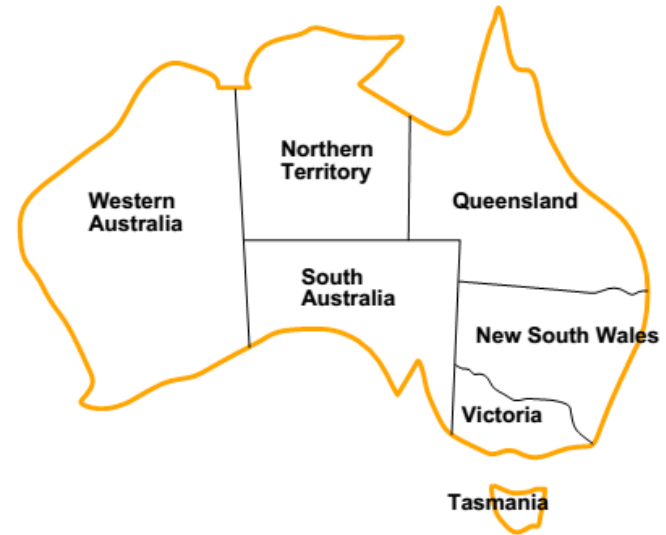 Northern
Territory
Western
Australia
Queensland
South
Australia
New South Wales
Victoria
Tasmania